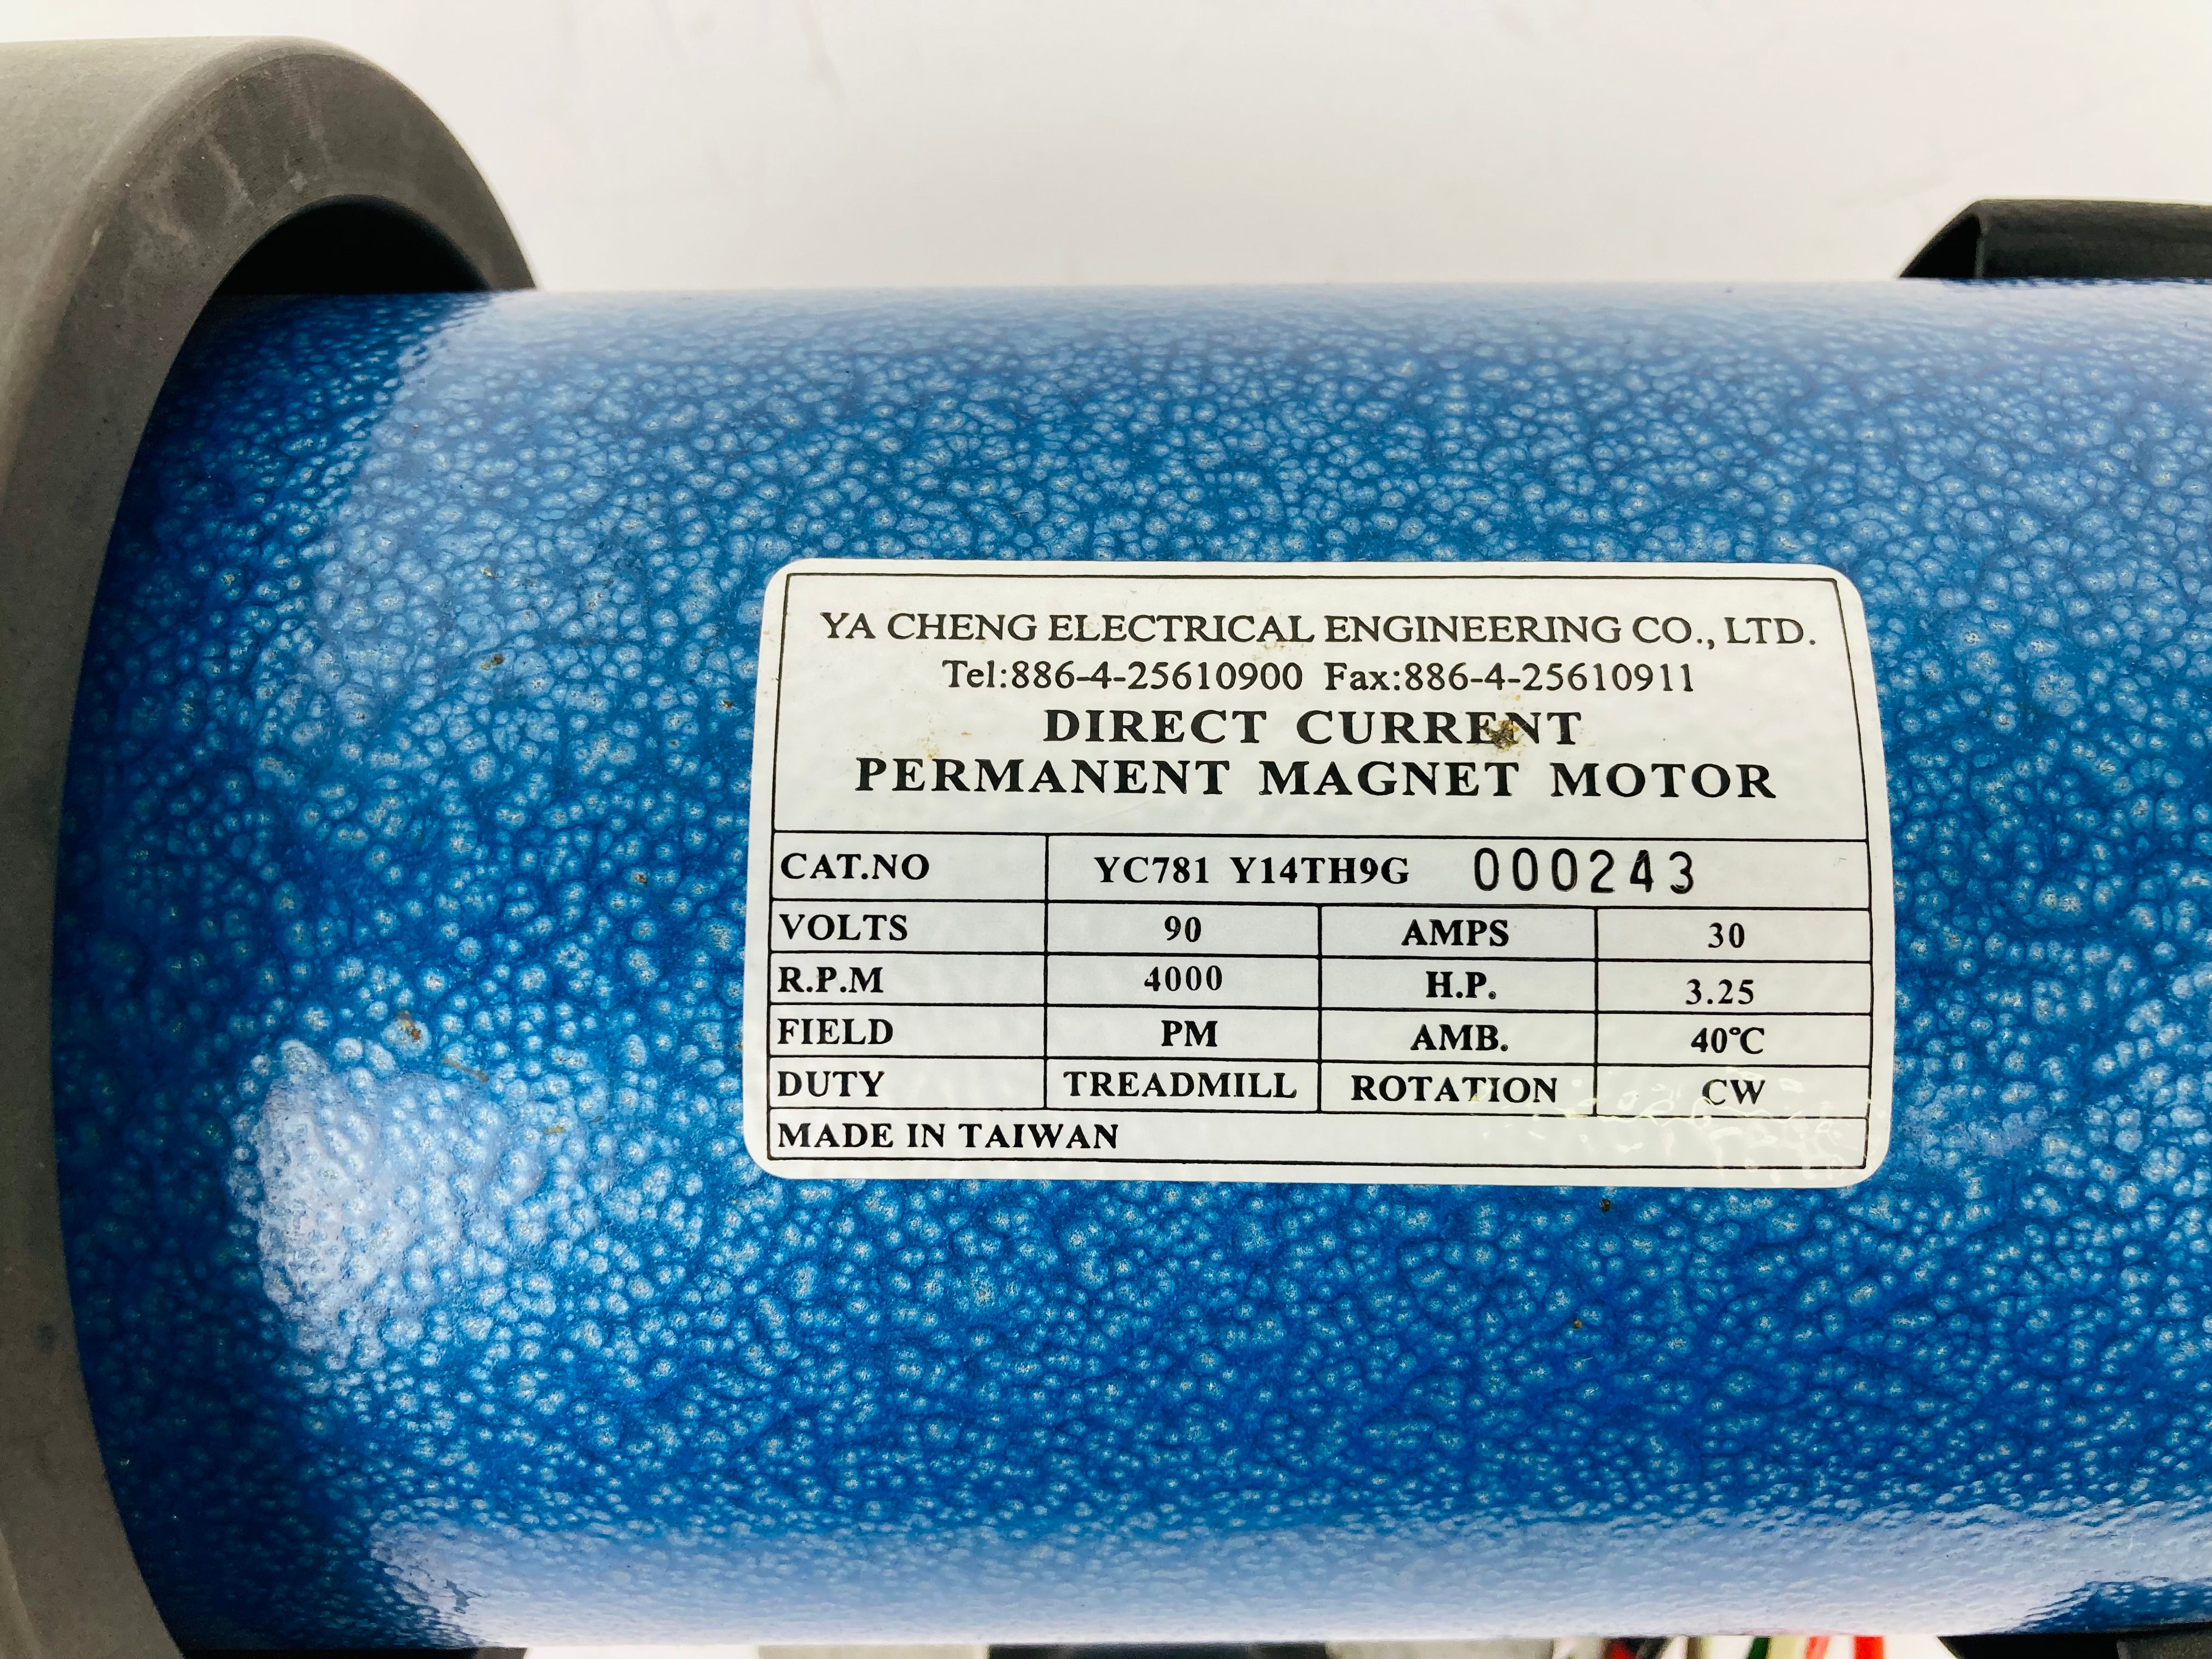 YA CHENG ELECTRICAL ENGINEERING CO., LTD.
Tel:886-4-25610900 Fax:886-4-25610911
DIRECT CURRENT
PERMANENT MAGNET MOTOR
CAT.NO YC781 Y14TH9G 000243
VOLTS 90 AMPS 30
R.P.M 4000 H.P. 3.25
FIELD PM AMB. 40°C
DUTY TREADMILL ROTATION CW
MADE IN TAIWAN